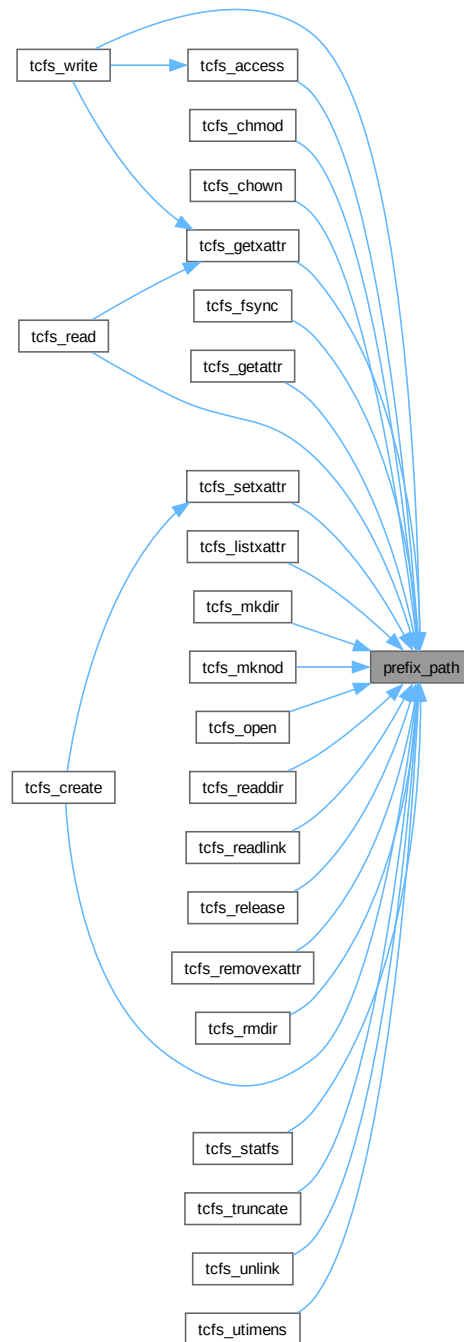 tcfs_write
tcfs_access
tcfs_chmod
tcfs_chown
tcfs_getxattr
tcfs_fsync
tcfs_read
tcfs_getattr
tcfs_setxattr
tcfs_listxattr
tcfs_mkdir
tcfs_mknod
prefix_path
tcfs_open
tcfs_create
tcfs_readdir
tcfs_readlink
tcfs_release
tcfs_removexattr
tcfs_rmdir
tcfs_statfs
tcfs_truncate
tcfs_unlink
tcfs_utimens